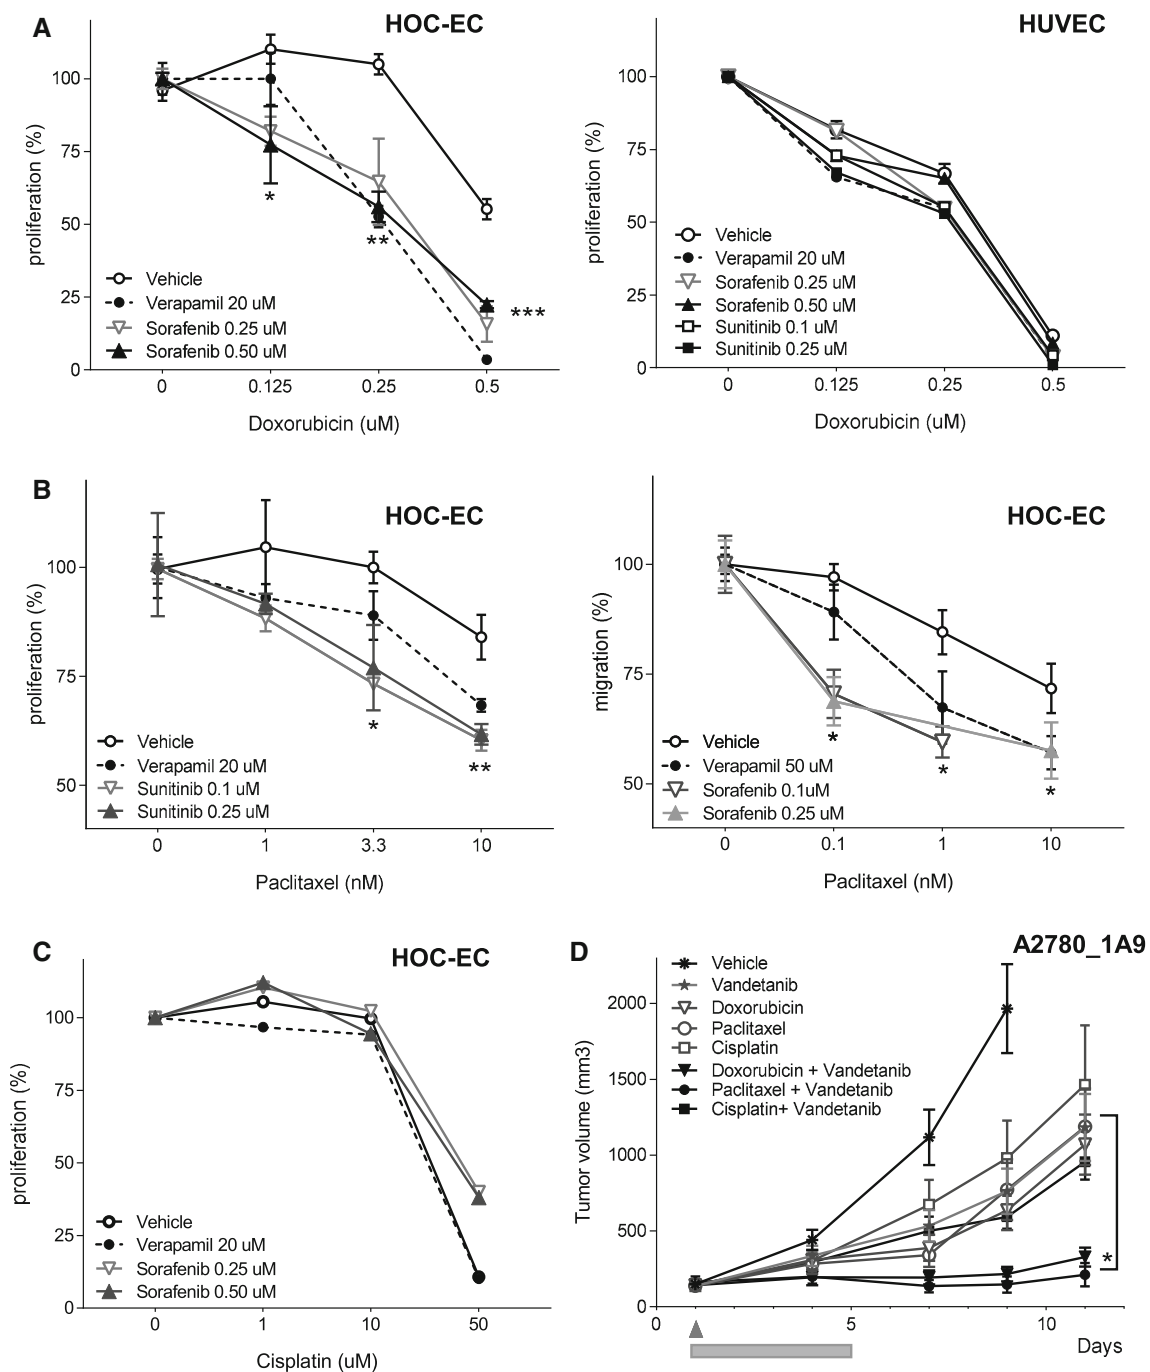 A
HOC-EC
proliferation (%)
100
75
50
25
0
*
**
***
Vehicle
Verapamil 20 uM
Sorafenib 0.25 uM
Sorafenib 0.50 uM
0 0.125 0.25 0.5
Doxorubicin (uM)
HUVEC
proliferation (%)
100
75
50
25
0
Vehicle
Verapamil 20 uM
Sorafenib 0.25 uM
Sorafenib 0.50 uM
Sunitinib 0.1 uM
Sunitinib 0.25 uM
0 0.125 0.25 0.5
Doxorubicin (uM)
B
HOC-EC
proliferation (%)
100
75
50
*
**
Vehicle
Verapamil 20 uM
Sunitinib 0.1 uM
Sunitinib 0.25 uM
0 1 3.3 10
Paclitaxel (nM)
HOC-EC
migration (%)
100
75
50
*
*
*
Vehicle
Verapamil 50 uM
Sorafenib 0.1uM
Sorafenib 0.25 uM
0 0.1 1 10
Paclitaxel (nM)
C
HOC-EC
proliferation (%)
100
75
50
25
0
Vehicle
Verapamil 20 uM
Sorafenib 0.25 uM
Sorafenib 0.50 uM
0 1 10 50
Cisplatin (uM)
D
A2780_1A9
Tumor volume (mm3)
2000
1500
1000
500
0
Vehicle
Vandetanib
Doxorubicin
Paclitaxel
Cisplatin
Doxorubicin + Vandetanib
Paclitaxel + Vandetanib
Cisplatin+ Vandetanib
*
0 5 10
Days